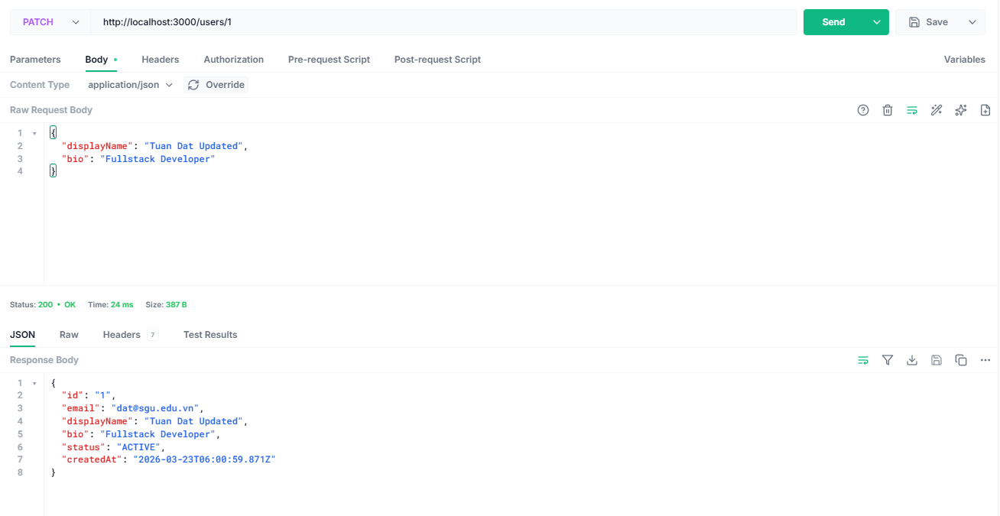 PATCH http://localhost:3000/users/1 Send Save
Parameters Body Headers Authorization Pre-request Script Post-request Script Variables
Content Type application/json Override
Raw Request Body
1 {
2 "displayName": "Tuan Dat Updated",
3 "bio": "Fullstack Developer"
4 }
Status: 200 • OK Time: 24 ms Size: 387 B
JSON Raw Headers 7 Test Results
Response Body
1 {
2 "id": "1",
3 "email": "dat@sgu.edu.vn",
4 "displayName": "Tuan Dat Updated",
5 "bio": "Fullstack Developer",
6 "status": "ACTIVE",
7 "createdAt": "2026-03-23T06:00:59.871Z"
8 }